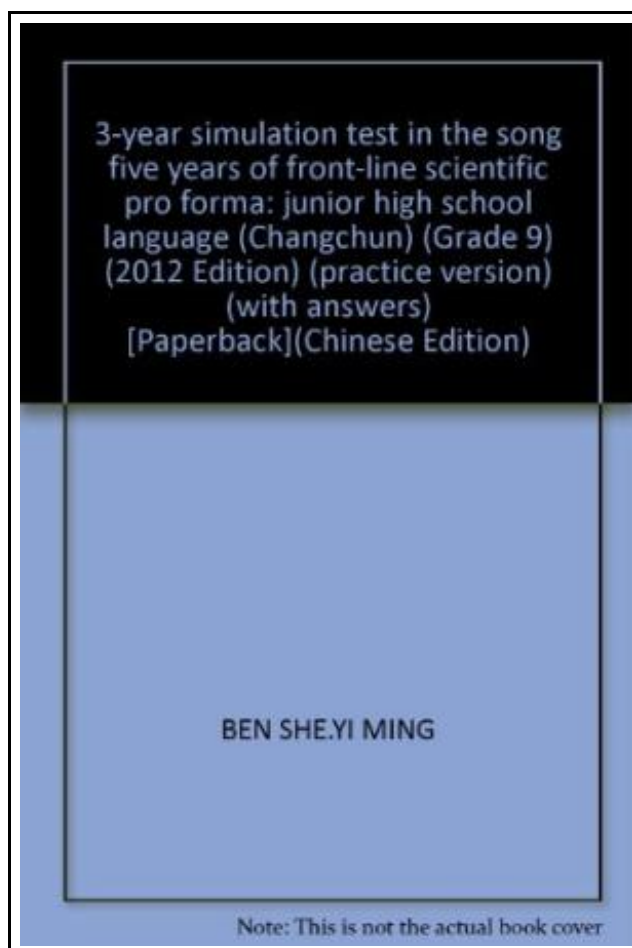 3-year simulation test in the song
five years of front-line scientific
pro forma: junior high school
language (Changchun) (Grade 9)
(2012 Edition) (practice version)
(with answers)
[Paperback](Chinese Edition)
BEN SHE.YI MING
Note: This is not the actual book cover